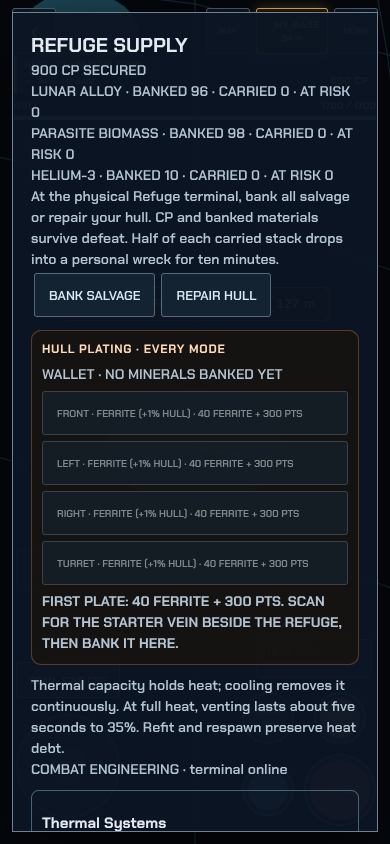 REFUGE SUPPLY
900 CP SECURED
LUNAR ALLOY · BANKED 96 · CARRIED 0 · AT RISK
0
PARASITE BIOMASS · BANKED 98 · CARRIED 0 · AT
RISK 0
HELIUM-3 · BANKED 10 · CARRIED 0 · AT RISK 0
At the physical Refuge terminal, bank all salvage
or repair your hull. CP and banked materials
survive defeat. Half of each carried stack drops
into a personal wreck for ten minutes.
BANK SALVAGE REPAIR HULL
127 m
HULL PLATING · EVERY MODE
WALLET · NO MINERALS BANKED YET
FRONT · FERRITE (+1% HULL) · 40 FERRITE + 300 PTS
LEFT · FERRITE (+1% HULL) · 40 FERRITE + 300 PTS
RIGHT · FERRITE (+1% HULL) · 40 FERRITE + 300 PTS
TURRET · FERRITE (+1% HULL) · 40 FERRITE + 300 PTS
FIRST PLATE: 40 FERRITE + 300 PTS. SCAN
FOR THE STARTER VEIN BESIDE THE REFUGE,
THEN BANK IT HERE.
Thermal capacity holds heat; cooling removes it
continuously. At full heat, venting lasts about five
seconds to 35%. Refit and respawn preserve heat
debt.
COMBAT ENGINEERING · terminal online
Thermal Systems